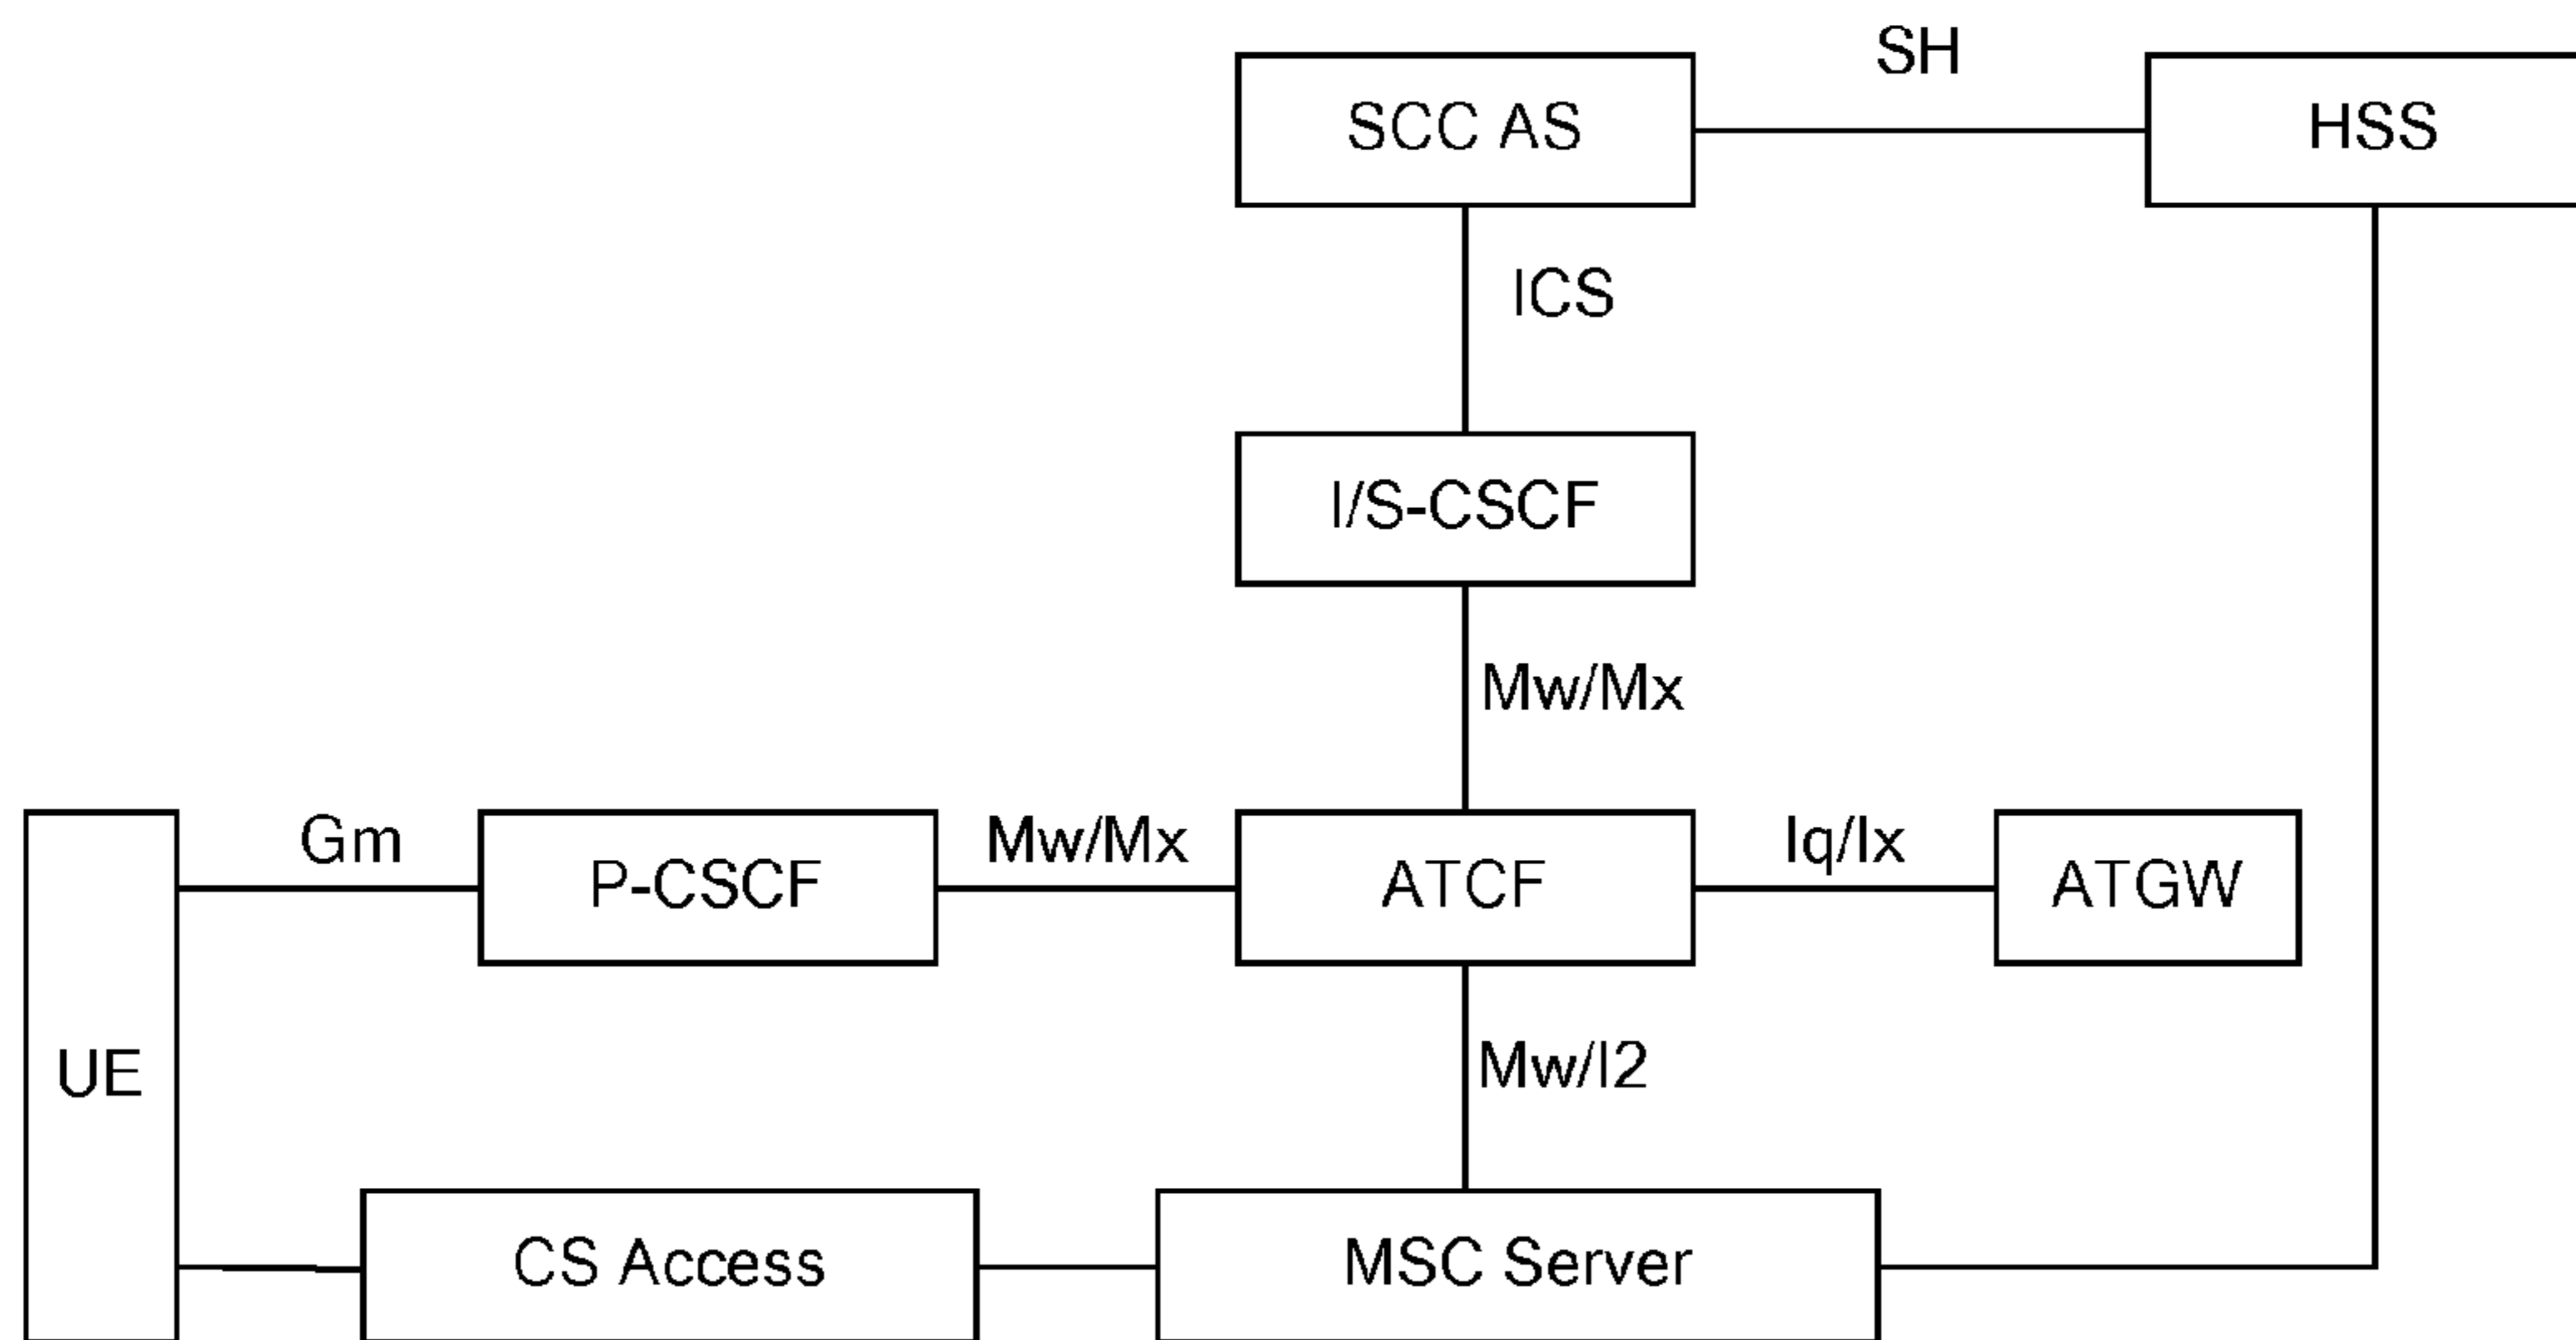 SH
SCC AS
HSS
ICS
I/S-CSCF
Mw/Mx
Gm
Mw/Mx
Iq/Ix
P-CSCF
ATCF
ATGW
UE
Mw/I2
CS Access
MSC Server